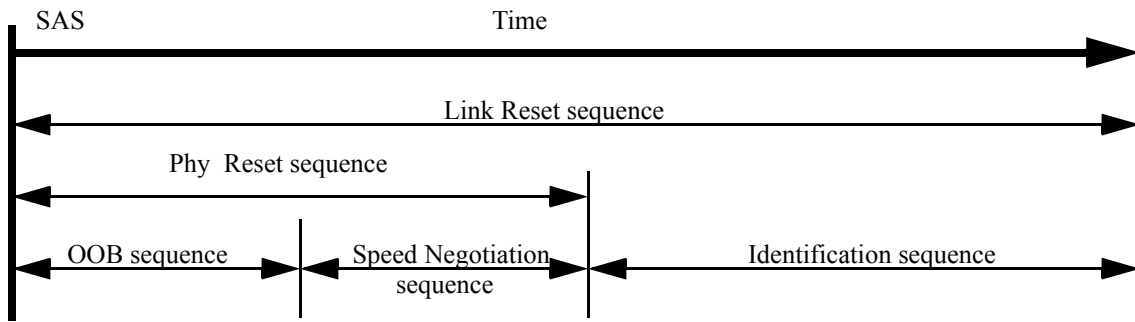 SAS
Time
Link Reset sequence
Phy Reset sequence
OOB sequence
Speed Negotiation
sequence
Identification sequence